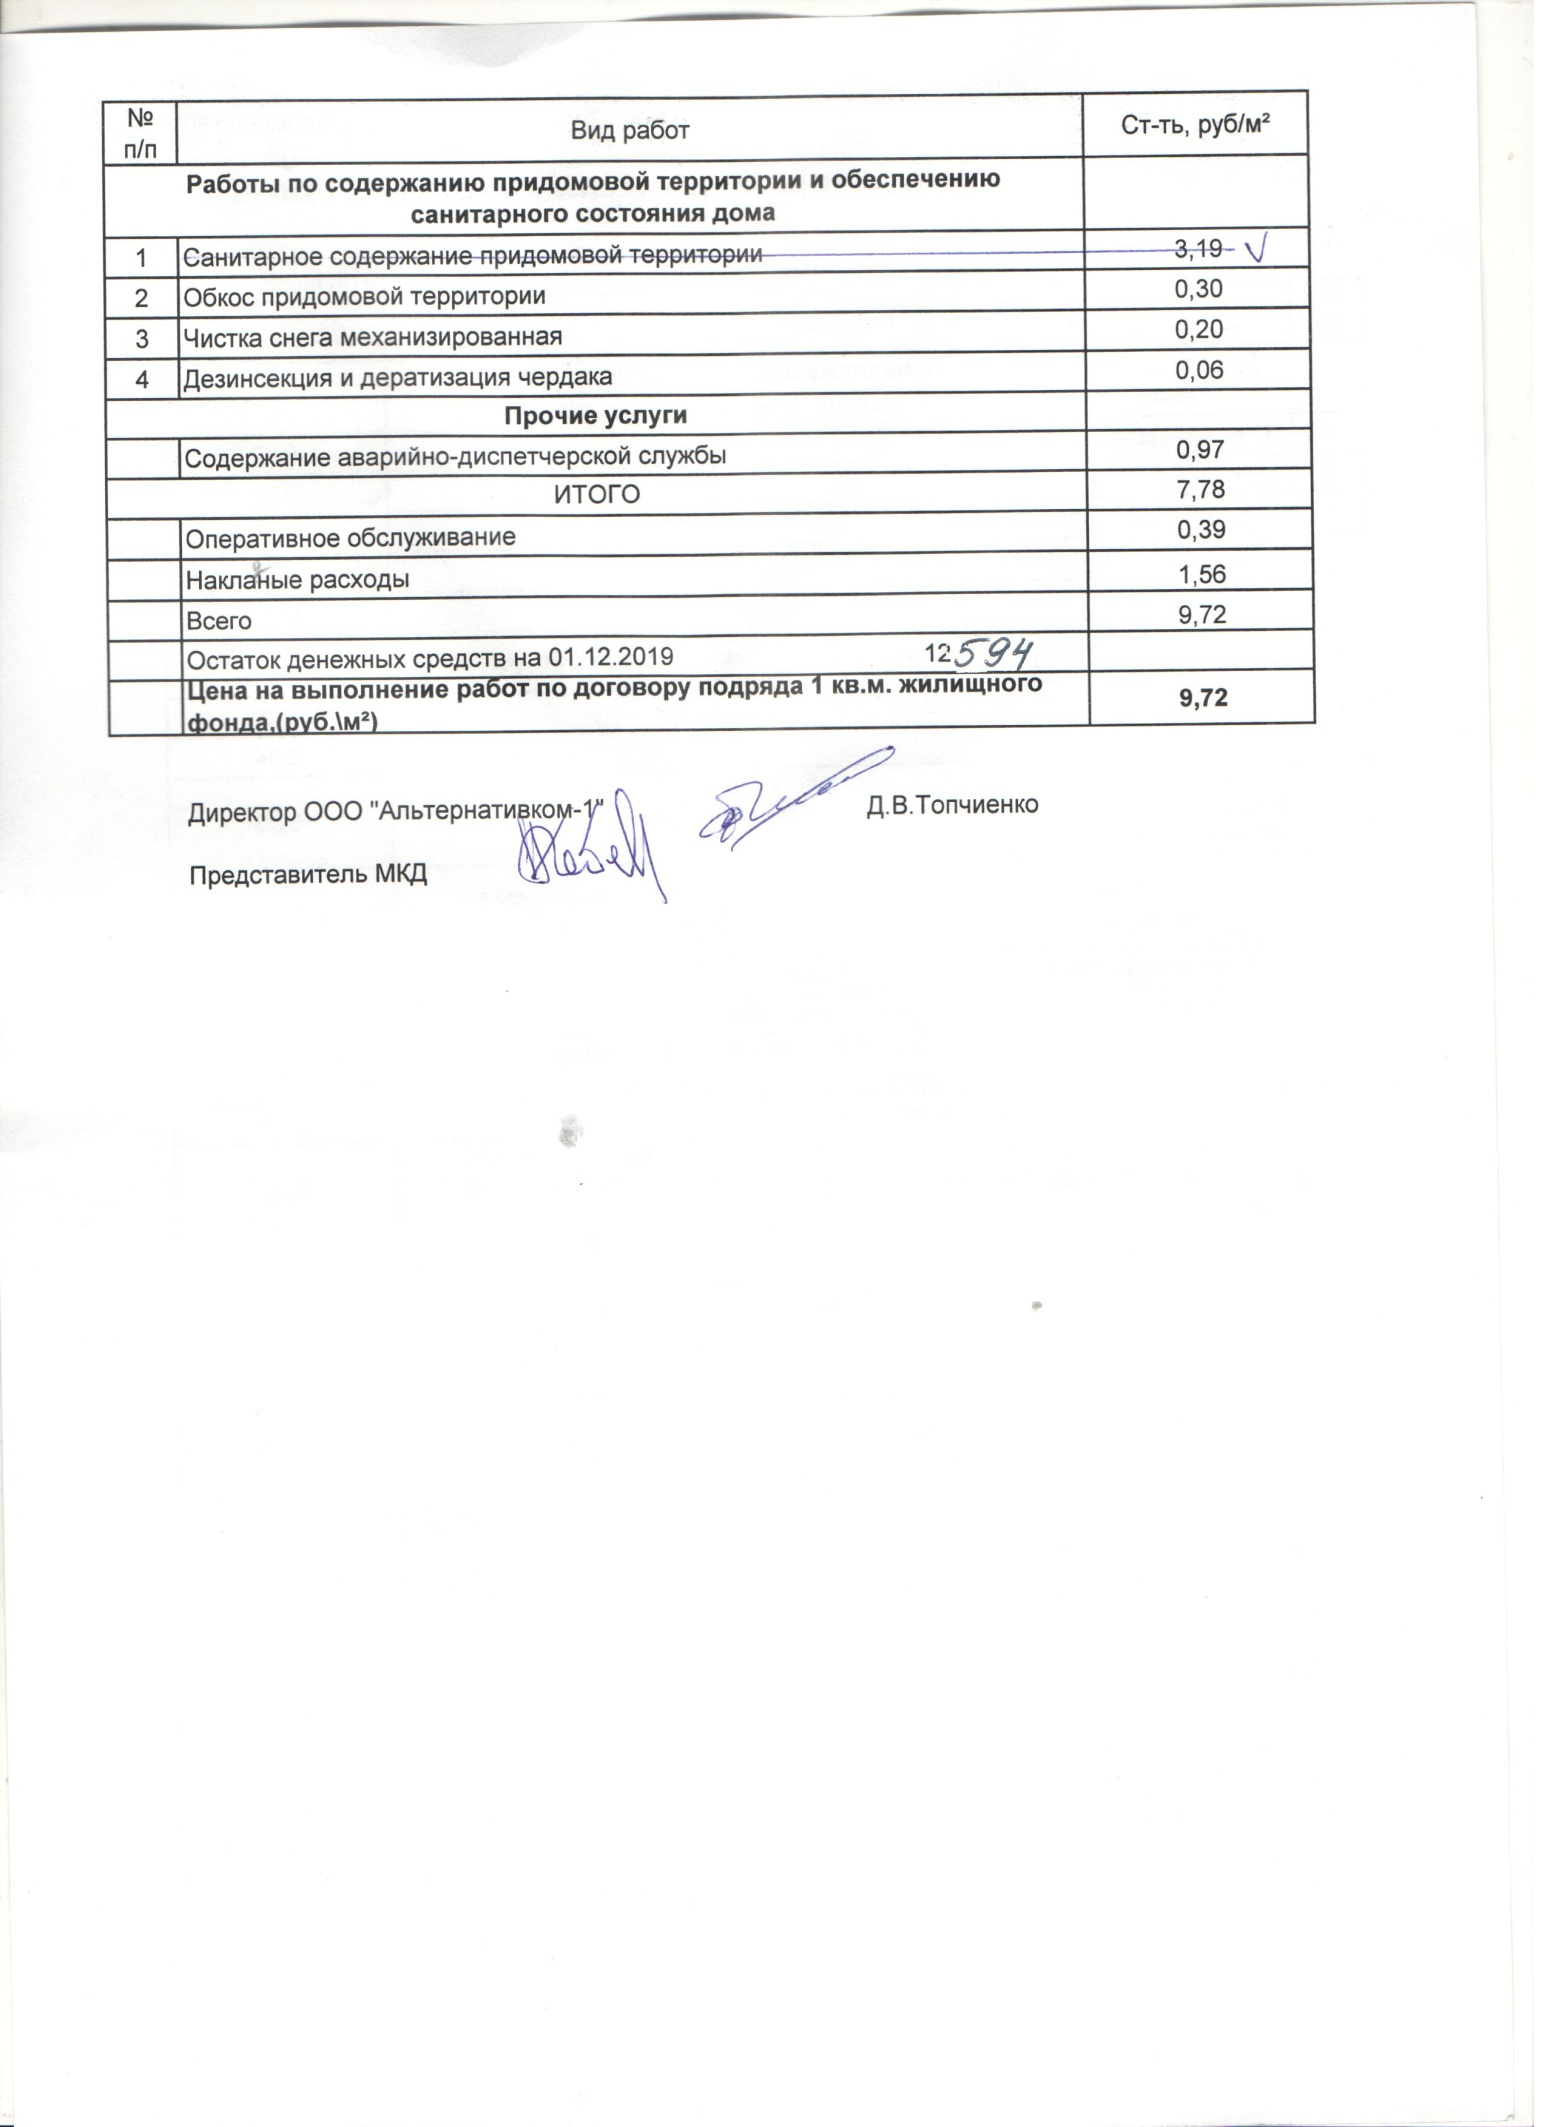 № п/п Вид работ Ст-ть, руб/м²
Работы по содержанию придомовой территории и обеспечению
санитарного состояния дома
1 Санитарное содержание придомовой территории 3,19
2 Обкос придомовой территории 0,30
3 Чистка снега механизированная 0,20
4 Дезинсекция и дератизация чердака 0,06
Прочие услуги
Содержание аварийно-диспетчерской службы 0,97
ИТОГО 7,78
Оперативное обслуживание 0,39
Накланые расходы 1,56
Всего 9,72
Остаток денежных средств на 01.12.2019 12594
Цена на выполнение работ по договору подряда 1 кв.м. жилищного
фонда,(руб.\м²) 9,72
Директор ООО "Альтернативком-1" Д.В.Топчиенко
Представитель МКД